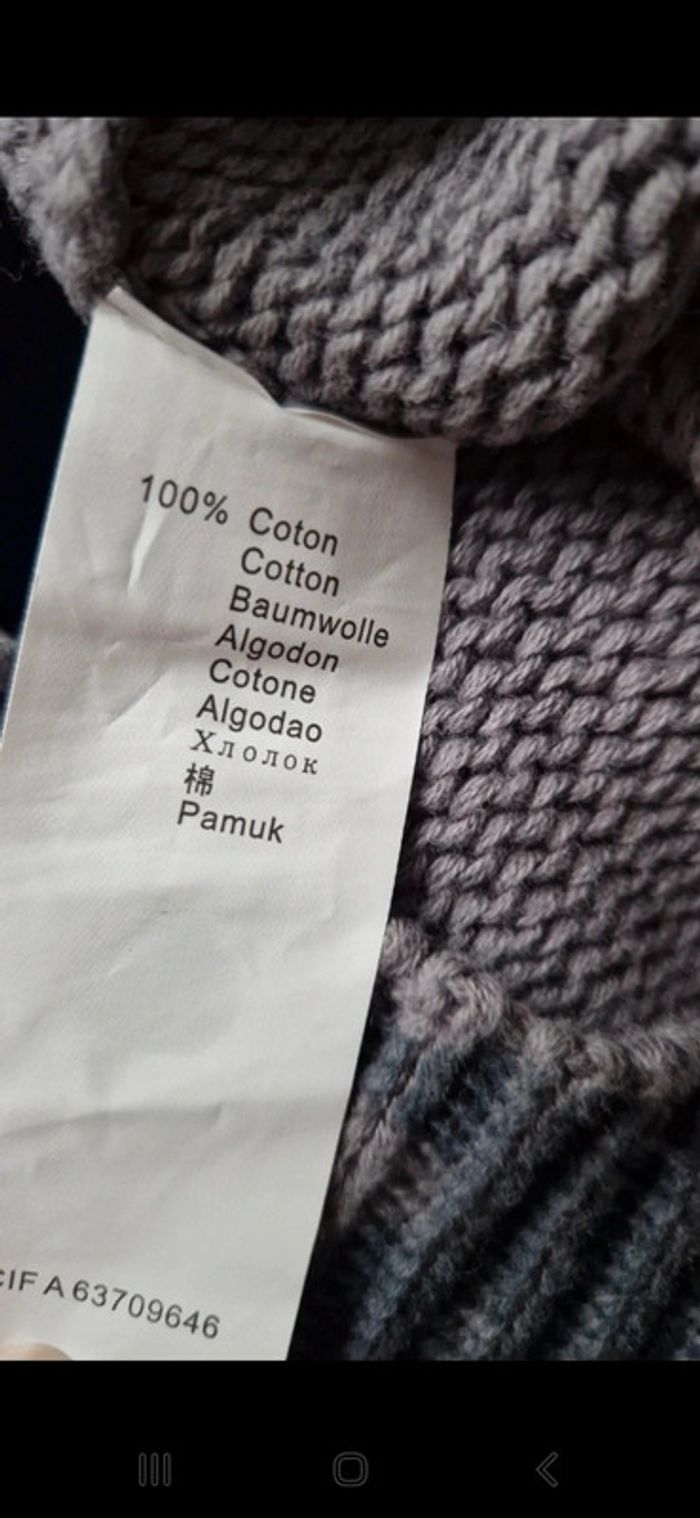 100% Coton
Cotton
Baumwolle
Algodon
Cotone
Algodao
Хлолок
棉
Pamuk
CIF A 63709646